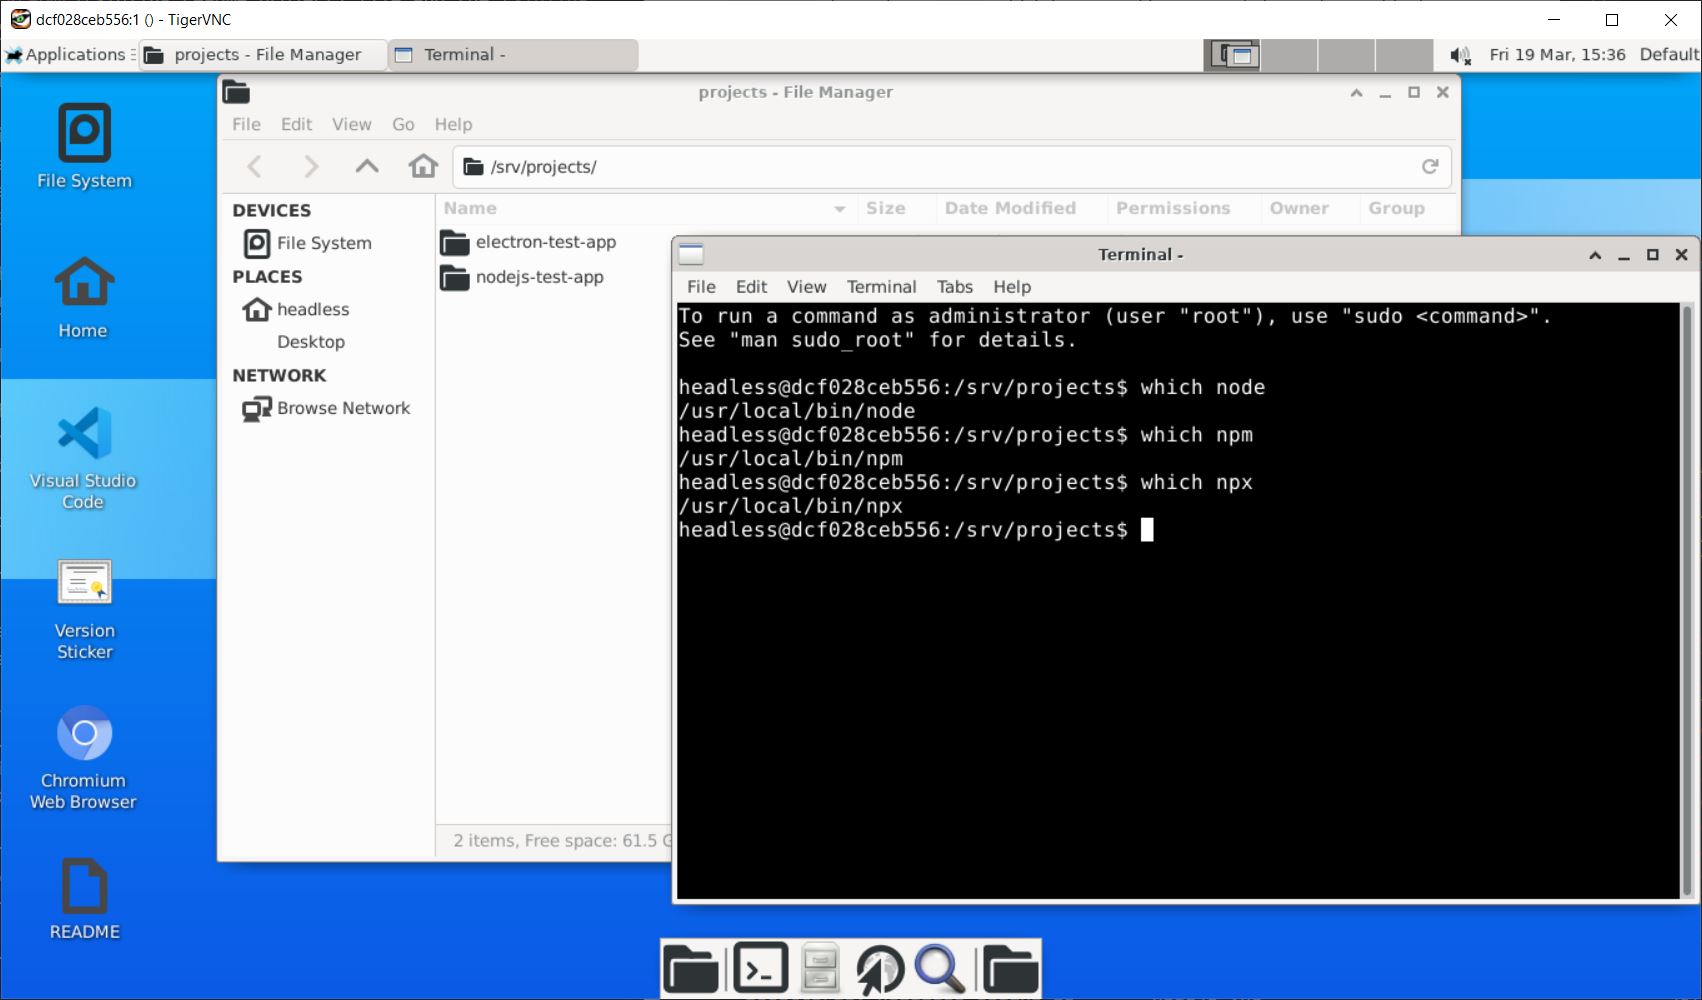 dcf028ceb556:1 () - TigerVNC
Applications
projects - File Manager
Terminal -
Fri 19 Mar, 15:36
Default
projects - File Manager
File Edit View Go Help
/srv/projects/
DEVICES
File System
PLACES
headless
Desktop
NETWORK
Browse Network
Name Size Date Modified Permissions Owner Group
electron-test-app
nodejs-test-app
2 items, Free space: 61.5 G
Terminal -
File Edit View Terminal Tabs Help
To run a command as administrator (user "root"), use "sudo <command>".
See "man sudo_root" for details.
headless@dcf028ceb556:/srv/projects$ which node
/usr/local/bin/node
headless@dcf028ceb556:/srv/projects$ which npm
/usr/local/bin/npm
headless@dcf028ceb556:/srv/projects$ which npx
/usr/local/bin/npx
headless@dcf028ceb556:/srv/projects$
File System
Home
Visual Studio
Code
Version
Sticker
Chromium
Web Browser
README